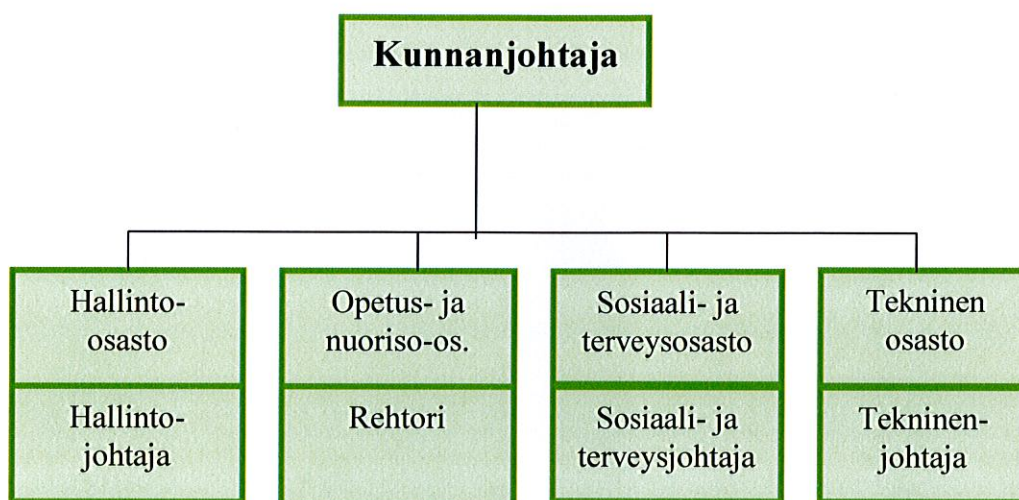 Kunnanjohtaja
Hallinto-
osasto
Hallinto-
johtaja
Opetus- ja
nuoriso-os.
Rehtori
Sosiaali- ja
terveysosasto
Sosiaali- ja
terveysjohtaja
Tekninen
osasto
Tekninen-
johtaja